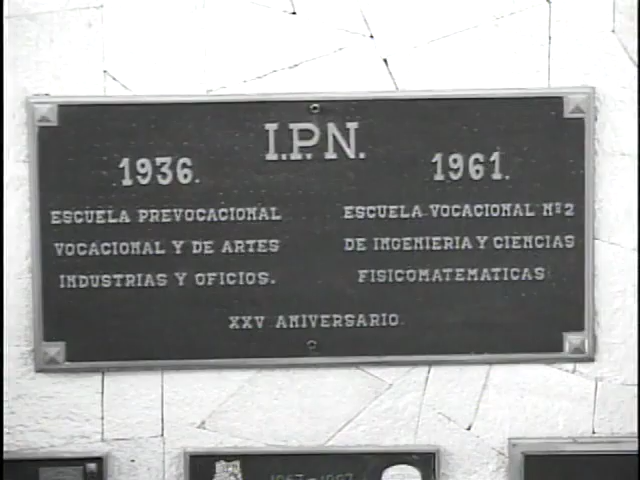 I.P.N.
1936.
ESCUELA PREVOCACIONAL
VOCACIONAL Y DE ARTES
INDUSTRIAS Y OFICIOS.
1961.
ESCUELA VOCACIONAL Nº 2
DE INGENIERIA Y CIENCIAS
FISICOMATEMATICAS
XXV ANIVERSARIO.